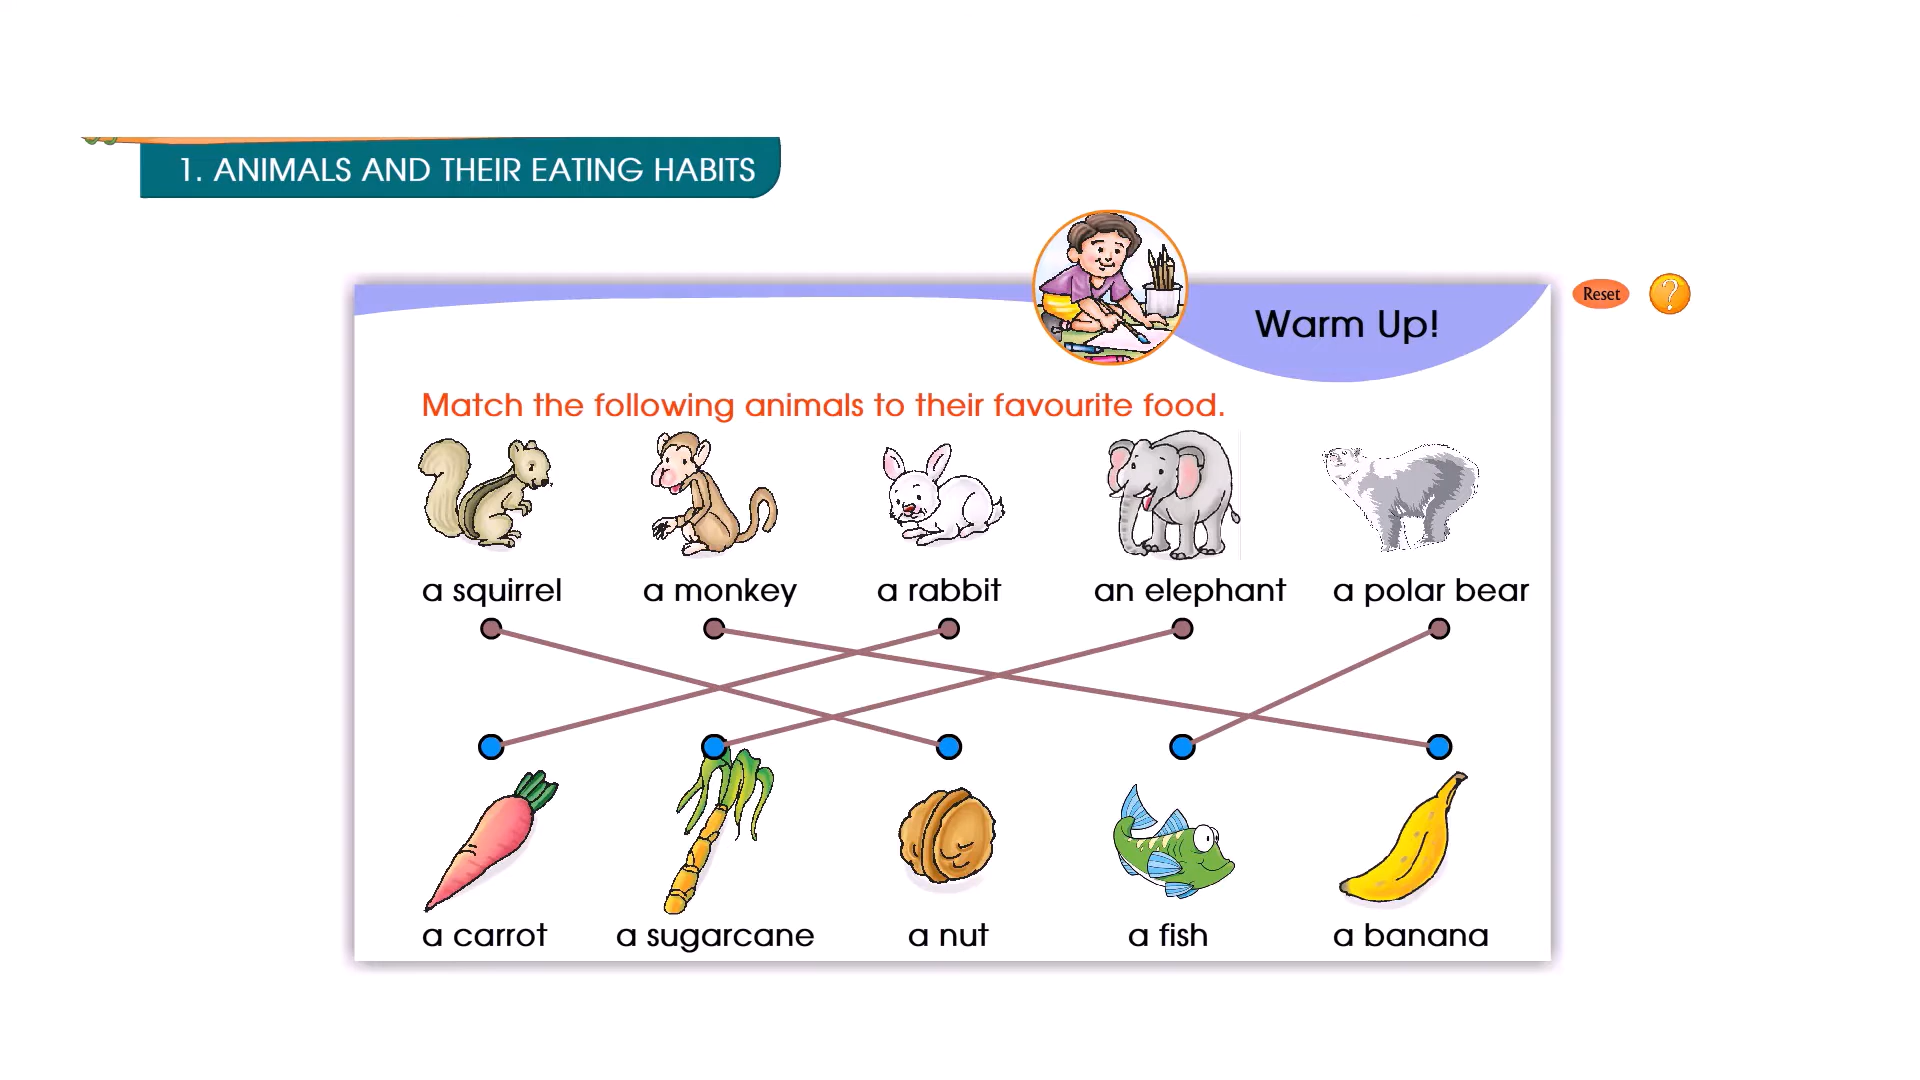 1. ANIMALS AND THEIR EATING HABITS
Reset
?
Warm Up!
Match the following animals to their favourite food.
a squirrel a monkey a rabbit an elephant a polar bear
a carrot a sugarcane a nut a fish a banana